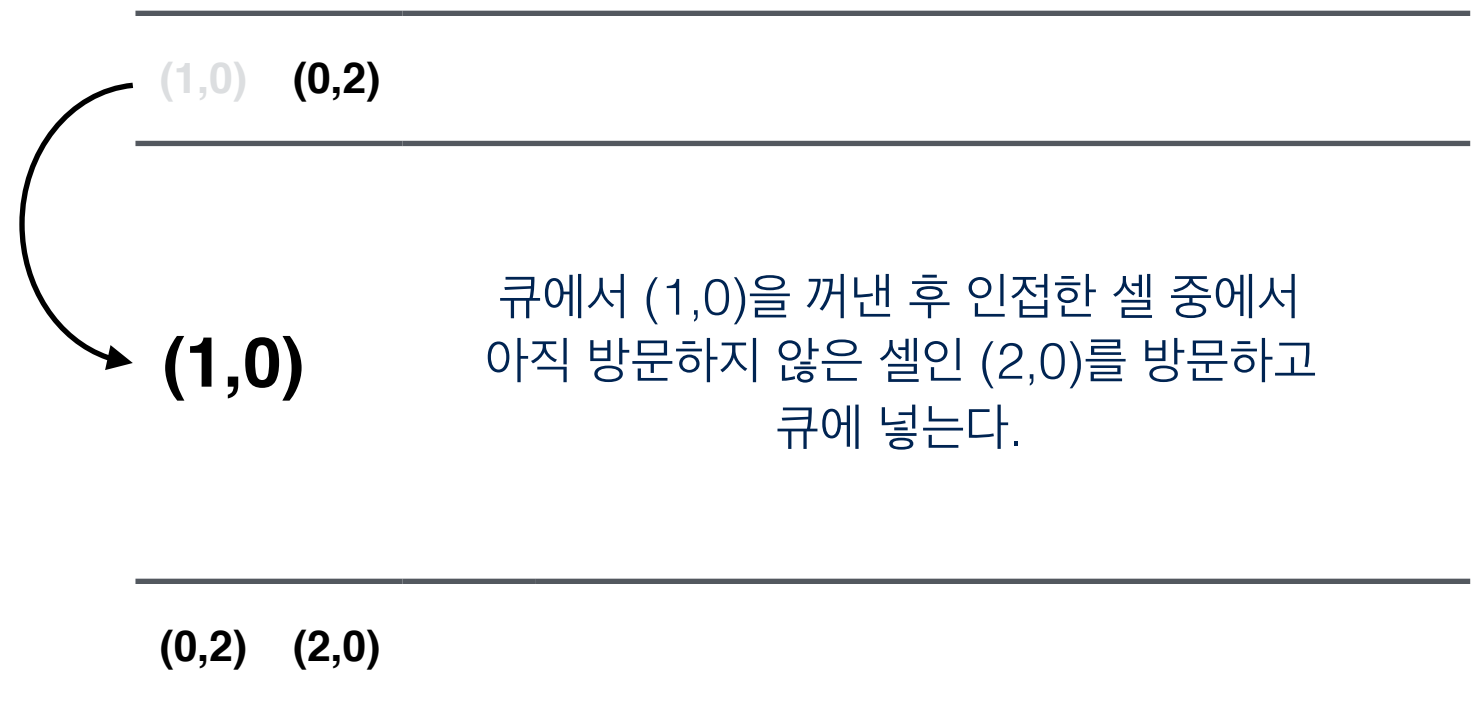 (1,0) (0,2)
큐에서 (1,0)을 꺼낸 후 인접한 셀 중에서
(1,0)
아직 방문하지 않은 셀인 (2,0)를 방문하고
큐에 넣는다.
(0,2) (2,0)